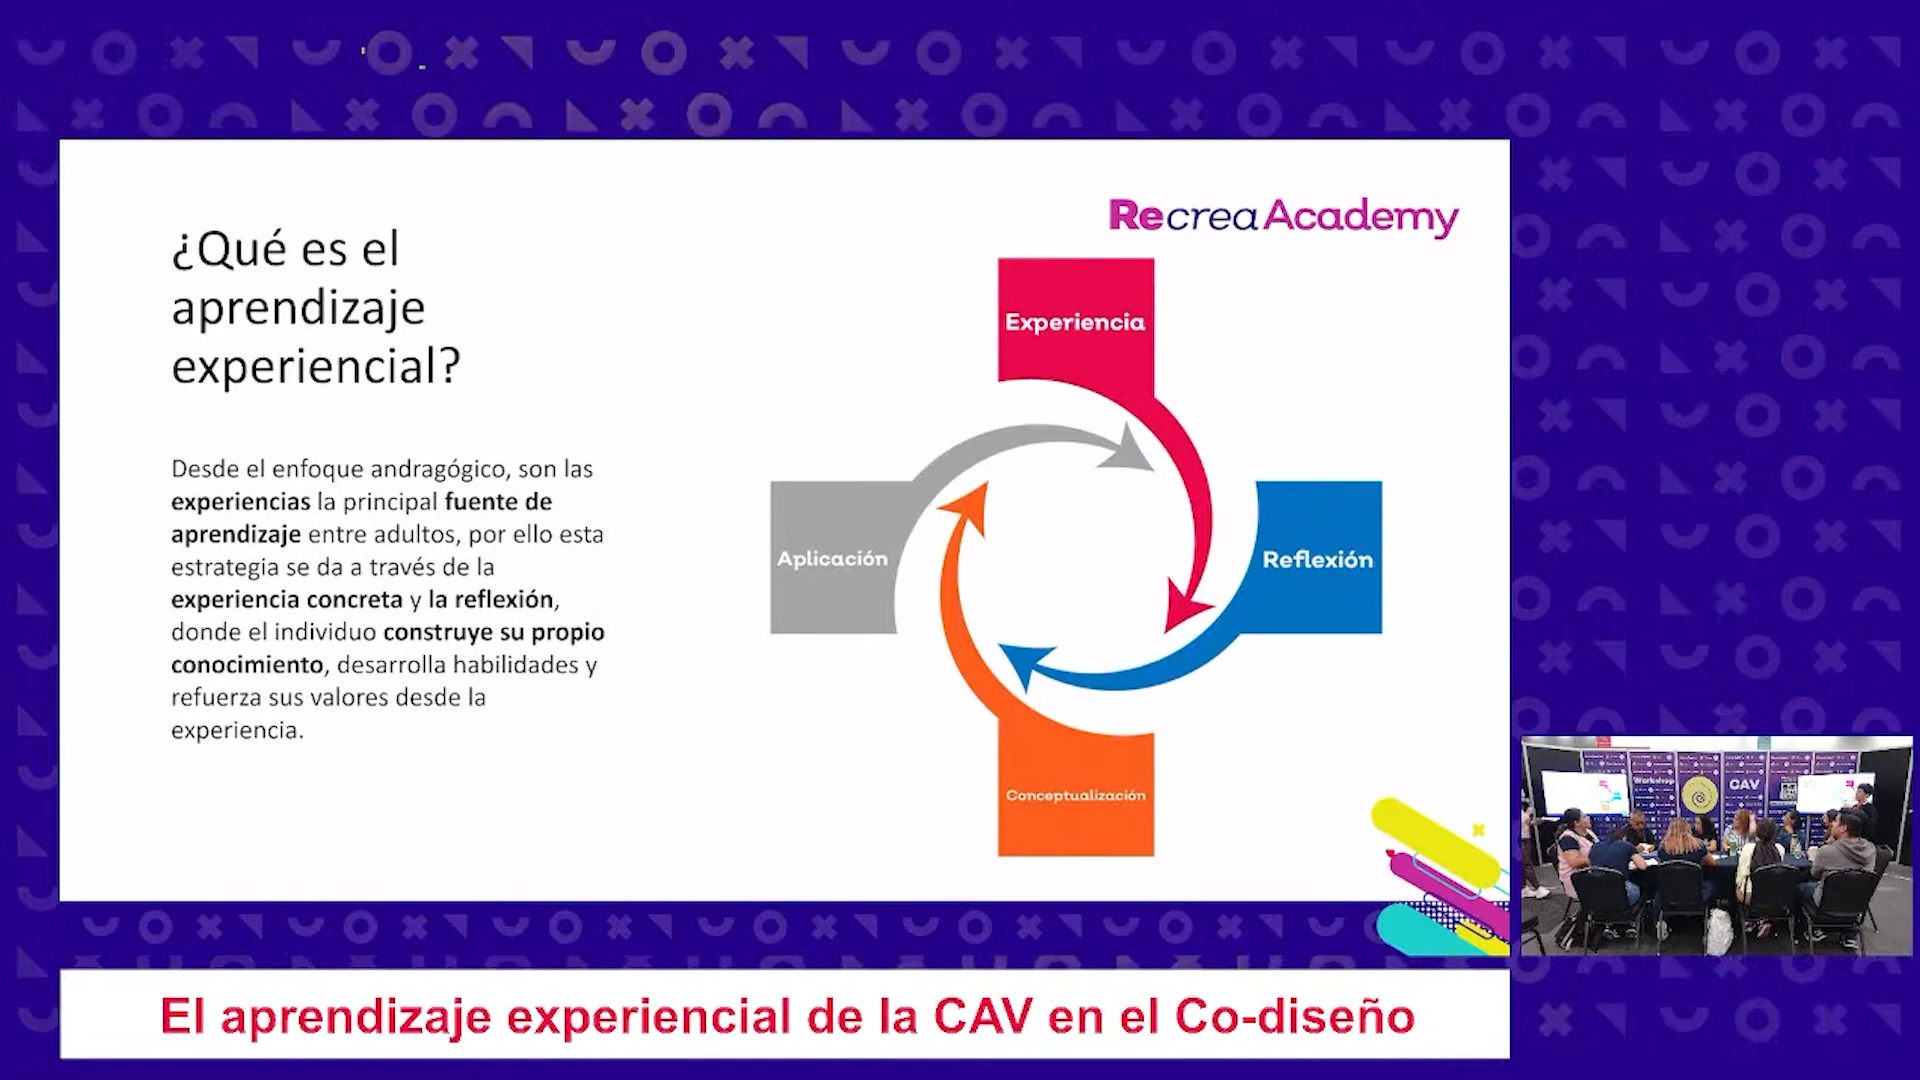 Recrea Academy
¿Qué es el
aprendizaje
experiencial?
Desde el enfoque andragógico, son las
experiencias la principal fuente de
aprendizaje entre adultos, por ello esta
estrategia se da a través de la
experiencia concreta y la reflexión,
donde el individuo construye su propio
conocimiento, desarrolla habilidades y
refuerza sus valores desde la
experiencia.
Experiencia
Reflexión
Aplicación
Conceptualización
Workshop
CAV
El aprendizaje experiencial de la CAV en el Co-diseño